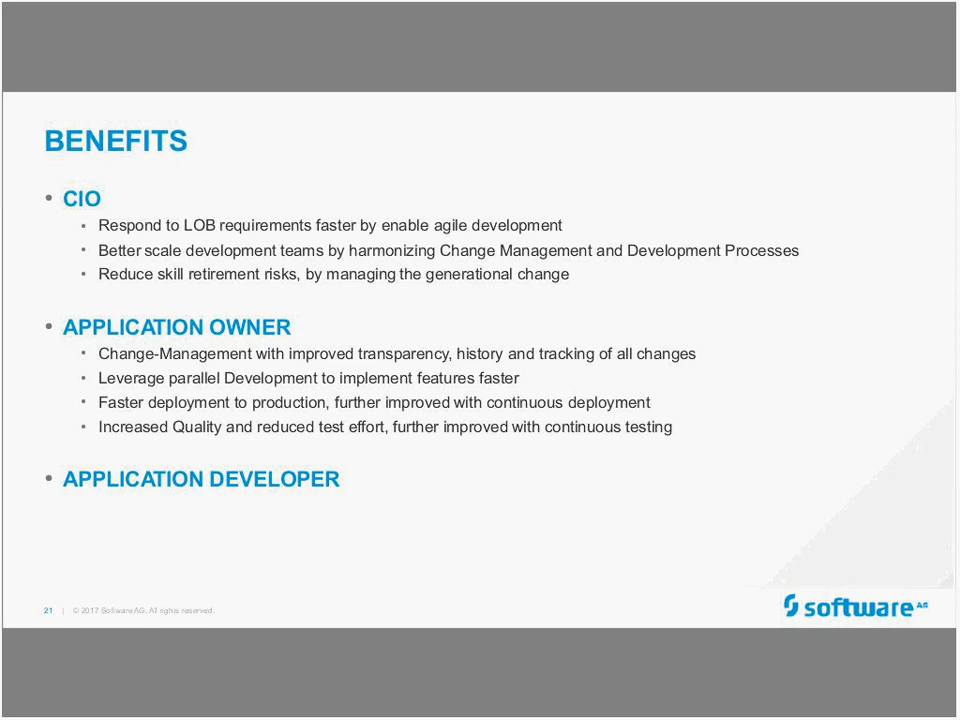 BENEFITS
• CIO
▪ Respond to LOB requirements faster by enable agile development
▪ Better scale development teams by harmonizing Change Management and Development Processes
▪ Reduce skill retirement risks, by managing the generational change
• APPLICATION OWNER
▪ Change-Management with improved transparency, history and tracking of all changes
▪ Leverage parallel Development to implement features faster
▪ Faster deployment to production, further improved with continuous deployment
▪ Increased Quality and reduced test effort, further improved with continuous testing
• APPLICATION DEVELOPER
21 | © 2017 Software AG. All rights reserved.
software AG